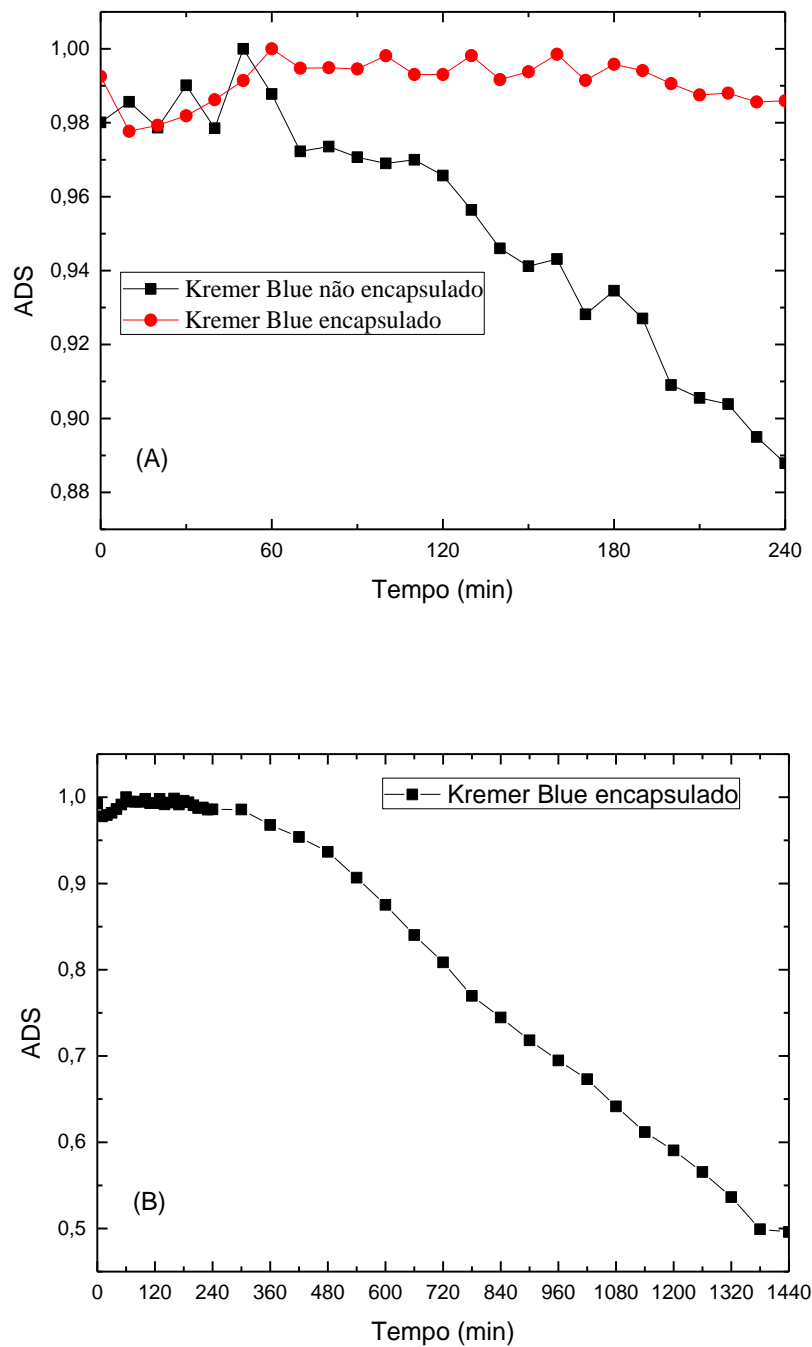 1,00
0,98
0,96
0,94
0,92
0,90
0,88
ADS
Kremer Blue não encapsulado
Kremer Blue encapsulado
(A)
0 60 120 180 240
Tempo (min)
1,0
0,9
0,8
0,7
0,6
0,5
ADS
Kremer Blue encapsulado
(B)
0 120 240 360 480 600 720 840 960 1080 1200 1320 1440
Tempo (min)